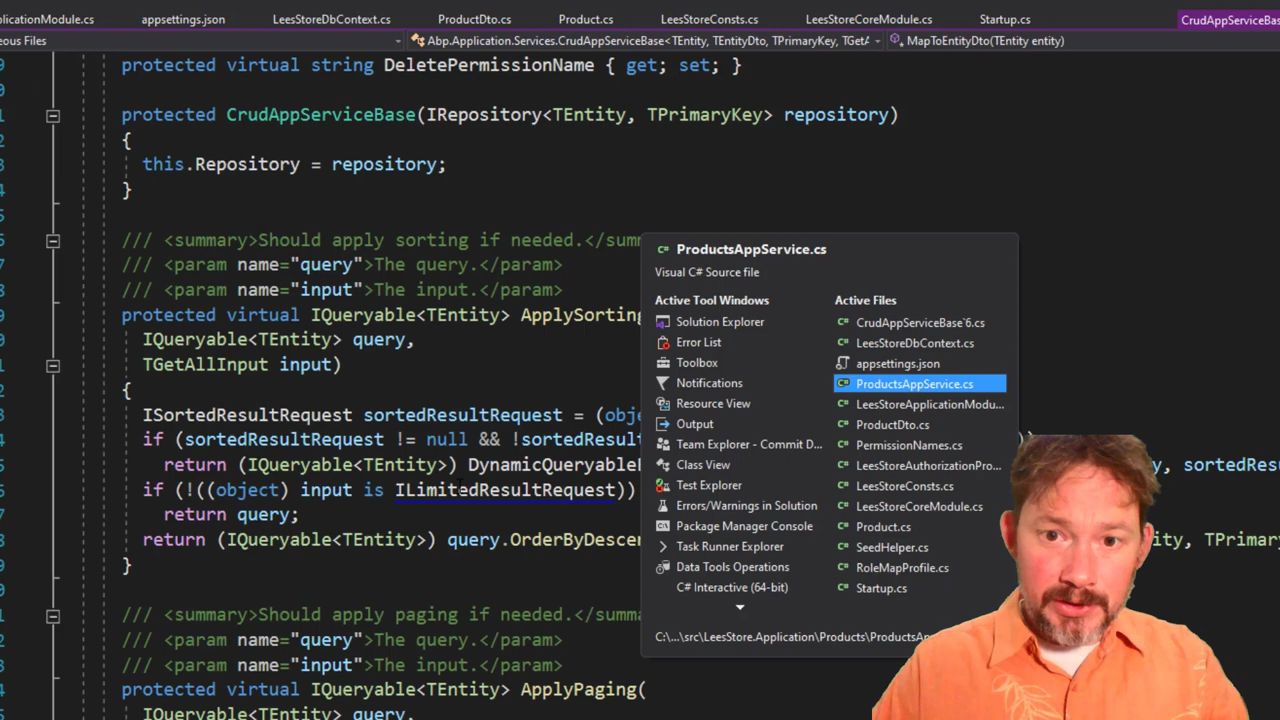 licationModule.cs appsettings.json LeesStoreDbContext.cs ProductDto.cs Product.cs LeesStoreConsts.cs LeesStoreCoreModule.cs Startup.cs CrudAppServiceBas
eous Files Abp.Application.Services.CrudAppServiceBase<TEntity, TEntityDto, TPrimaryKey, TGetA MapToEntityDto(TEntity entity)
protected virtual string DeletePermissionName { get; set; }
protected CrudAppServiceBase(IRepository<TEntity, TPrimaryKey> repository)
{
this.Repository = repository;
}
/// <summary>Should apply sorting if needed.</summ
/// <param name="query">The query.</param>
/// <param name="input">The input.</param>
protected virtual IQueryable<TEntity> ApplySorting
IQueryable<TEntity> query,
TGetAllInput input)
{
ISortedResultRequest sortedResultRequest = (obje
if (sortedResultRequest != null && !sortedResult
return (IQueryable<TEntity>) DynamicQueryableE
y, sortedRes
if (!((object) input is ILimitedResultRequest))
return query;
return (IQueryable<TEntity>) query.OrderByDescen
tity, TPrima
}
/// <summary>Should apply paging if needed.</summa
/// <param name="query">The query.</param>
/// <param name="input">The input.</param>
protected virtual IQueryable<TEntity> ApplyPaging(
IQueryable<TEntity> query,
ProductsAppService.cs
Visual C# Source file
Active Tool Windows
Solution Explorer
Error List
Toolbox
Notifications
Resource View
Output
Team Explorer - Commit D...
Class View
Test Explorer
Errors/Warnings in Solution
Package Manager Console
Task Runner Explorer
Data Tools Operations
C# Interactive (64-bit)
Active Files
CrudAppServiceBase`6.cs
LeesStoreDbContext.cs
appsettings.json
ProductsAppService.cs
LeesStoreApplicationModu...
ProductDto.cs
PermissionNames.cs
LeesStoreAuthorizationPro...
LeesStoreConsts.cs
LeesStoreCoreModule.cs
Product.cs
SeedHelper.cs
RoleMapProfile.cs
Startup.cs
C:\...\src\LeesStore.Application\Products\ProductsAp